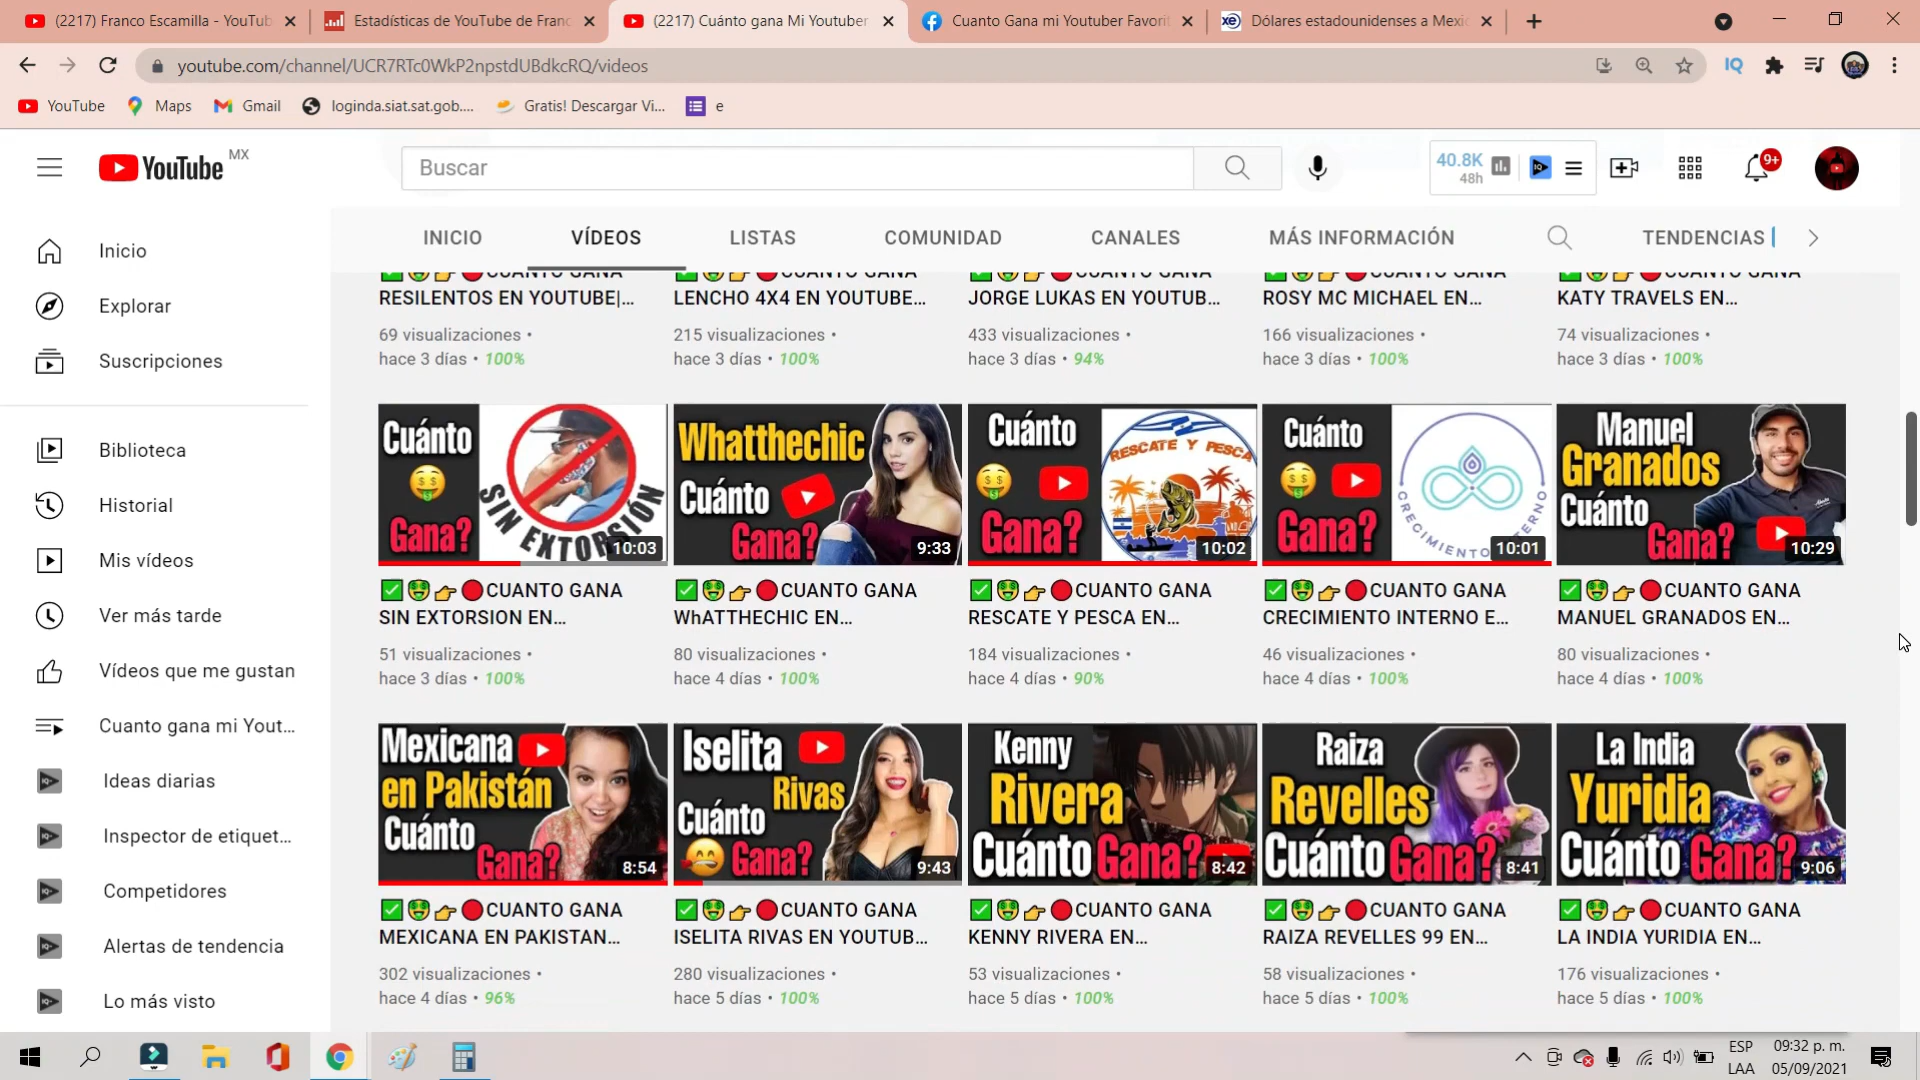 (2217) Franco Escamilla - YouTub
Estadísticas de YouTube de Franc
(2217) Cuánto gana Mi Youtuber
Cuanto Gana mi Youtuber Favorit
Dólares estadounidenses a Mexic
youtube.com/channel/UCR7RTc0WkP2npstdUBdkcRQ/videos
YouTube
Maps
Gmail
loginda.siat.sat.gob....
Gratis! Descargar Vi...
e
YouTube MX
Buscar
40.8K
48h
9+
INICIO
VÍDEOS
LISTAS
COMUNIDAD
CANALES
MÁS INFORMACIÓN
TENDENCIAS
Inicio
Explorar
Suscripciones
Biblioteca
Historial
Mis vídeos
Ver más tarde
Vídeos que me gustan
Cuanto gana mi Yout...
Ideas diarias
Inspector de etiquet...
Competidores
Alertas de tendencia
Lo más visto
CUANTO GANA
RESILENTOS EN YOUTUBE|...
69 visualizaciones •
hace 3 días • 100%
CUANTO GANA
LENCHO 4X4 EN YOUTUBE...
215 visualizaciones •
hace 3 días • 100%
CUANTO GANA
JORGE LUKAS EN YOUTUB...
433 visualizaciones •
hace 3 días • 94%
CUANTO GANA
ROSY MC MICHAEL EN...
166 visualizaciones •
hace 3 días • 100%
CUANTO GANA
KATY TRAVELS EN...
74 visualizaciones •
hace 3 días • 100%
Cuánto
Gana?
SIN EXTORSIÓN
10:03
CUANTO GANA
SIN EXTORSION EN...
51 visualizaciones •
hace 3 días • 100%
Whatthechic
Cuánto
Gana?
9:33
CUANTO GANA
WhATTHECHIC EN...
80 visualizaciones •
hace 4 días • 100%
Cuánto
Gana?
RESCATE Y PESCA
10:02
CUANTO GANA
RESCATE Y PESCA EN...
184 visualizaciones •
hace 4 días • 90%
Cuánto
Gana?
CRECIMIENTO INTERNO
10:01
CUANTO GANA
CRECIMIENTO INTERNO E...
46 visualizaciones •
hace 4 días • 100%
Manuel
Granados
Cuánto
Gana?
10:29
CUANTO GANA
MANUEL GRANADOS EN...
80 visualizaciones •
hace 4 días • 100%
Mexicana
en Pakistán
Cuánto
Gana?
8:54
CUANTO GANA
MEXICANA EN PAKISTAN...
302 visualizaciones •
hace 4 días • 96%
Iselita
Rivas
Cuánto
Gana?
9:43
CUANTO GANA
ISELITA RIVAS EN YOUTUB...
280 visualizaciones •
hace 5 días • 100%
Kenny
Rivera
Cuánto Gana?
8:42
CUANTO GANA
KENNY RIVERA EN...
53 visualizaciones •
hace 5 días • 100%
Raiza
Revelles
Cuánto Gana?
8:41
CUANTO GANA
RAIZA REVELLES 99 EN...
58 visualizaciones •
hace 5 días • 100%
La India
Yuridia
Cuánto Gana?
9:06
CUANTO GANA
LA INDIA YURIDIA EN...
176 visualizaciones •
hace 5 días • 100%
ESP
LAA
09:32 p. m.
05/09/2021